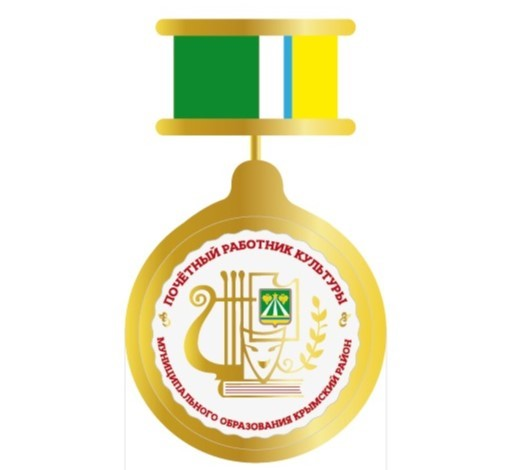 ПОЧЁТНЫЙ РАБОТНИК КУЛЬТУРЫ
МУНИЦИПАЛЬНОГО ОБРАЗОВАНИЯ КРЫМСКИЙ РАЙОН